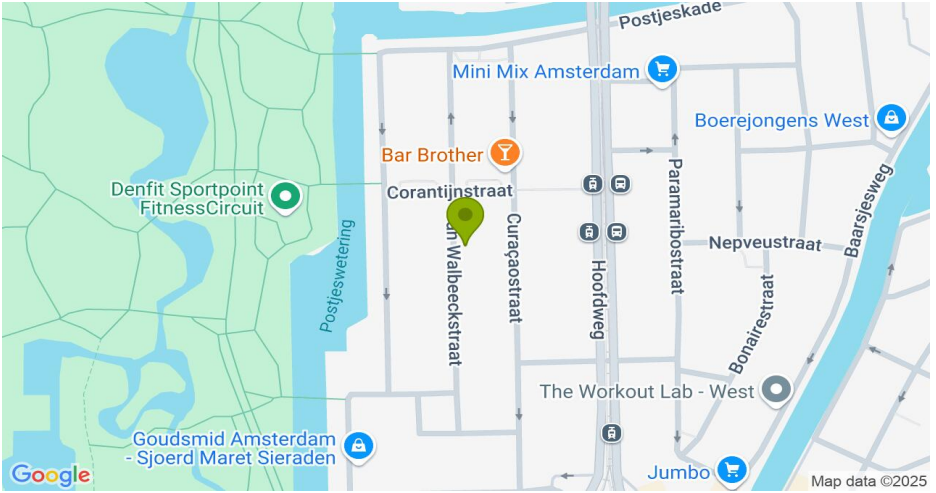 Postjeskade
Mini Mix Amsterdam
Boerejongens West
Bar Brother
Denfit Sportpoint
FitnessCircuit
Corantijnstraat
Paramaribostraat
Baarsjesweg
Curaçaostraat
Nepveustraat
Walbeeckstraat
Hoofdweg
Postjeswetering
Bonairestraat
The Workout Lab - West
Goudsmid Amsterdam
- Sjoerd Maret Sieraden
Jumbo
Google
Map data ©2025